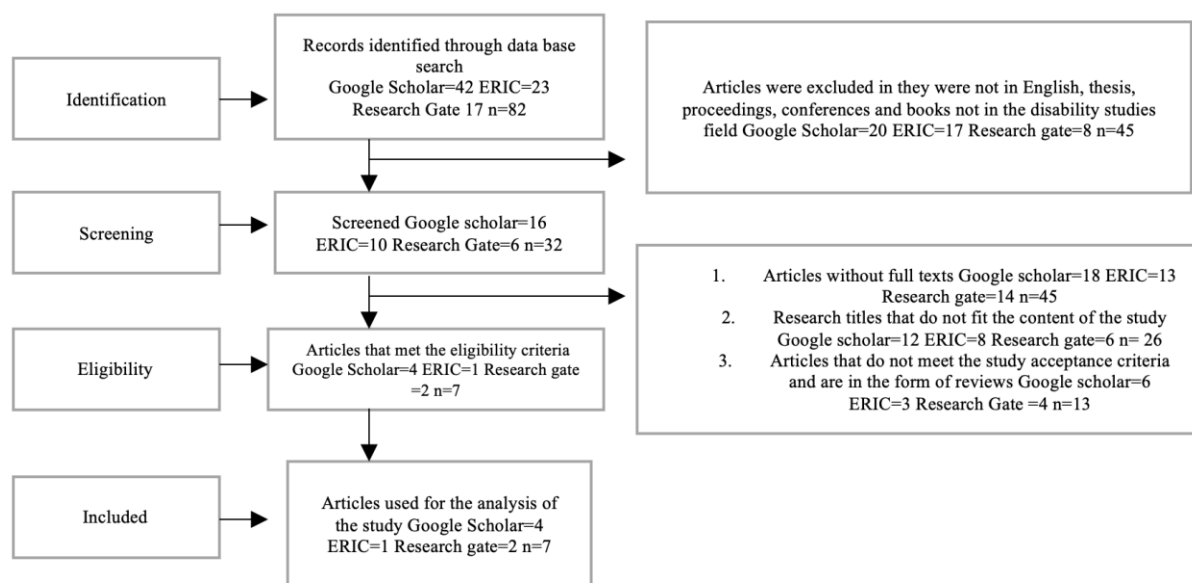 Identification
Records identified through data base
search
Google Scholar=42 ERIC=23
Research Gate 17 n=82
Articles were excluded in they were not in English, thesis,
proceedings, conferences and books not in the disability studies
field Google Scholar=20 ERIC=17 Research gate=8 n=45
Screening
Screened Google scholar=16
ERIC=10 Research Gate=6 n=32
1. Articles without full texts Google scholar=18 ERIC=13
Research gate=14 n=45
2. Research titles that do not fit the content of the study
Google scholar=12 ERIC=8 Research gate=6 n= 26
3. Articles that do not meet the study acceptance criteria
and are in the form of reviews Google scholar=6
ERIC=3 Research Gate =4 n=13
Eligibility
Articles that met the eligibility criteria
Google Scholar=4 ERIC=1 Research gate
=2 n=7
Included
Articles used for the analysis of
the study Google Scholar=4
ERIC=1 Research gate=2 n=7